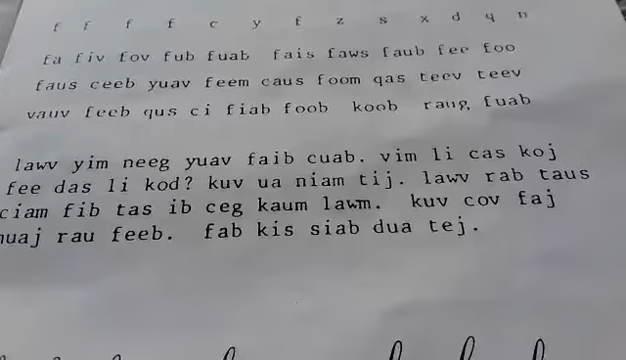 f f f f c y f z s x d q n
fa fiv fov fub fuab fais faws faub fee foo
faus ceeb yuav feem caus foom qas teev teev
vauv feeb qus ci fiab foob koob raug, fuab
lawv yim neeg yuav faib cuab. vim li cas koj
fee das li kod? kuv ua niam tij. lawv rab taus
ciam fib tas ib ceg kaum lawm. kuv cov faj
rau feeb. fab kis siab dua tej.